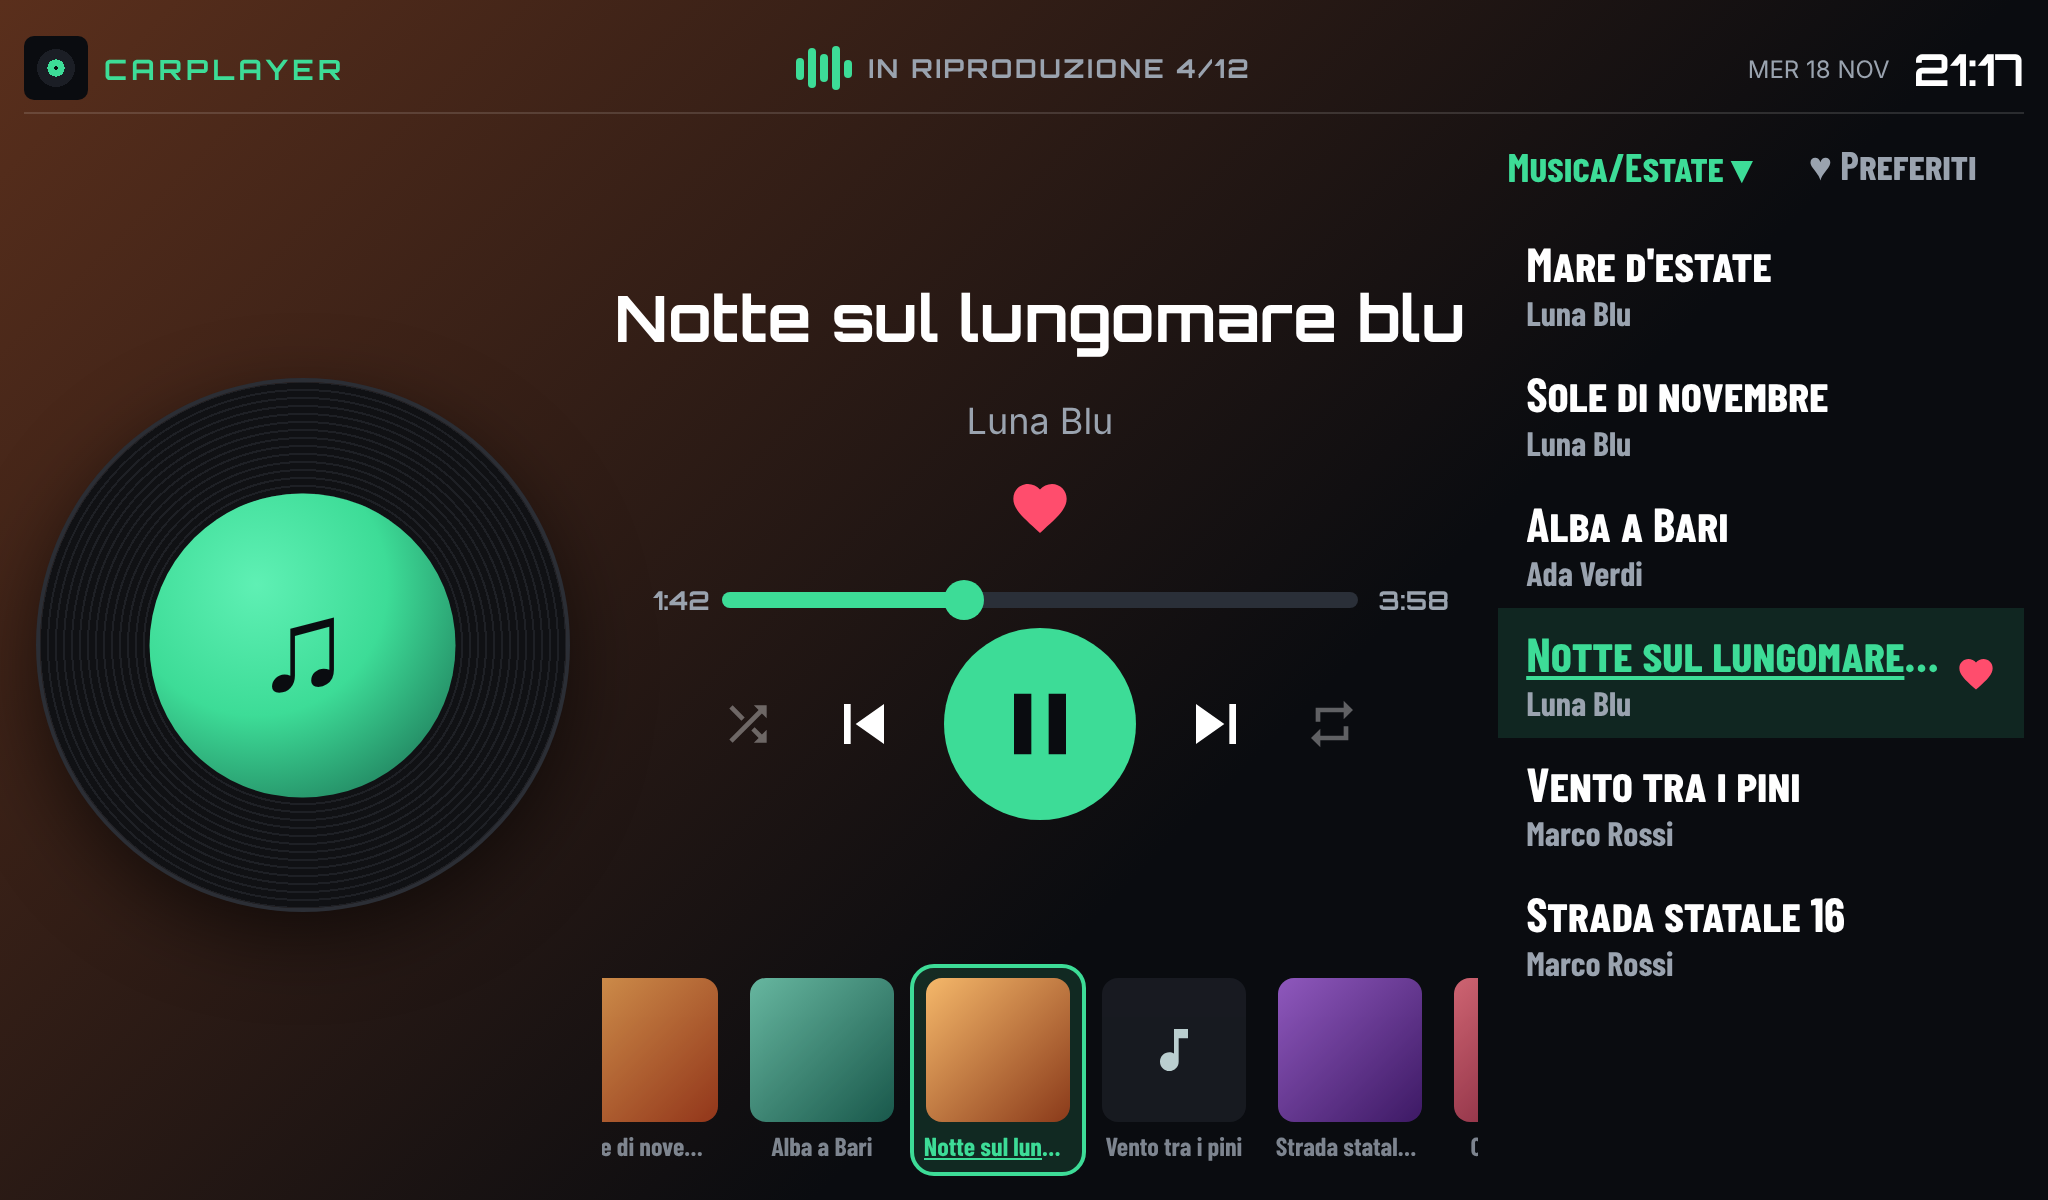 CARPLAYER
IN RIPRODUZIONE 4/12
MER 18 NOV 21:17
Musica/Estate ▼
♥ Preferiti
Notte sul lungomare blu
Luna Blu
1:42
3:58
Mare d'estate
Luna Blu
Sole di novembre
Luna Blu
Alba a Bari
Ada Verdi
Notte sul lungomare...
Luna Blu
Vento tra i pini
Marco Rossi
Strada statale 16
Marco Rossi
e di nove...
Alba a Bari
Notte sul lun...
Vento tra i pini
Strada statal...